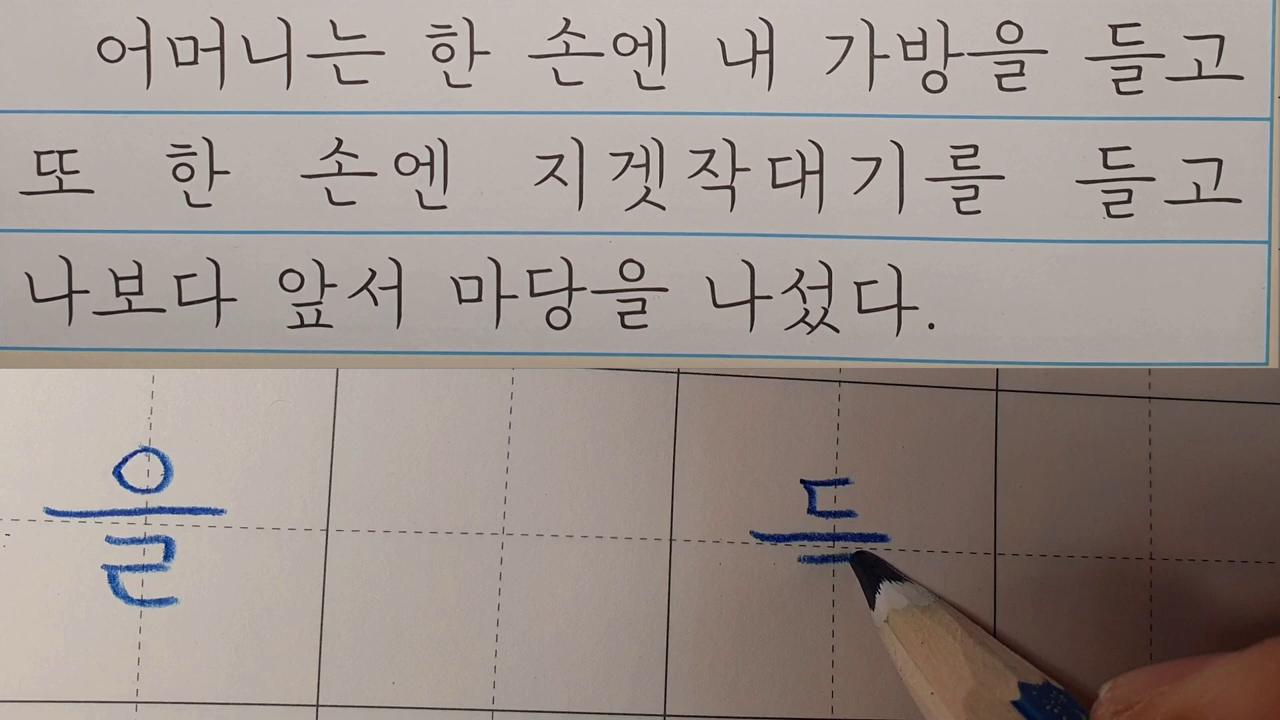 어머니는 한 손엔 내 가방을 들고
또 한 손엔 지겟작대기를 들고
나보다 앞서 마당을 나섰다.
을